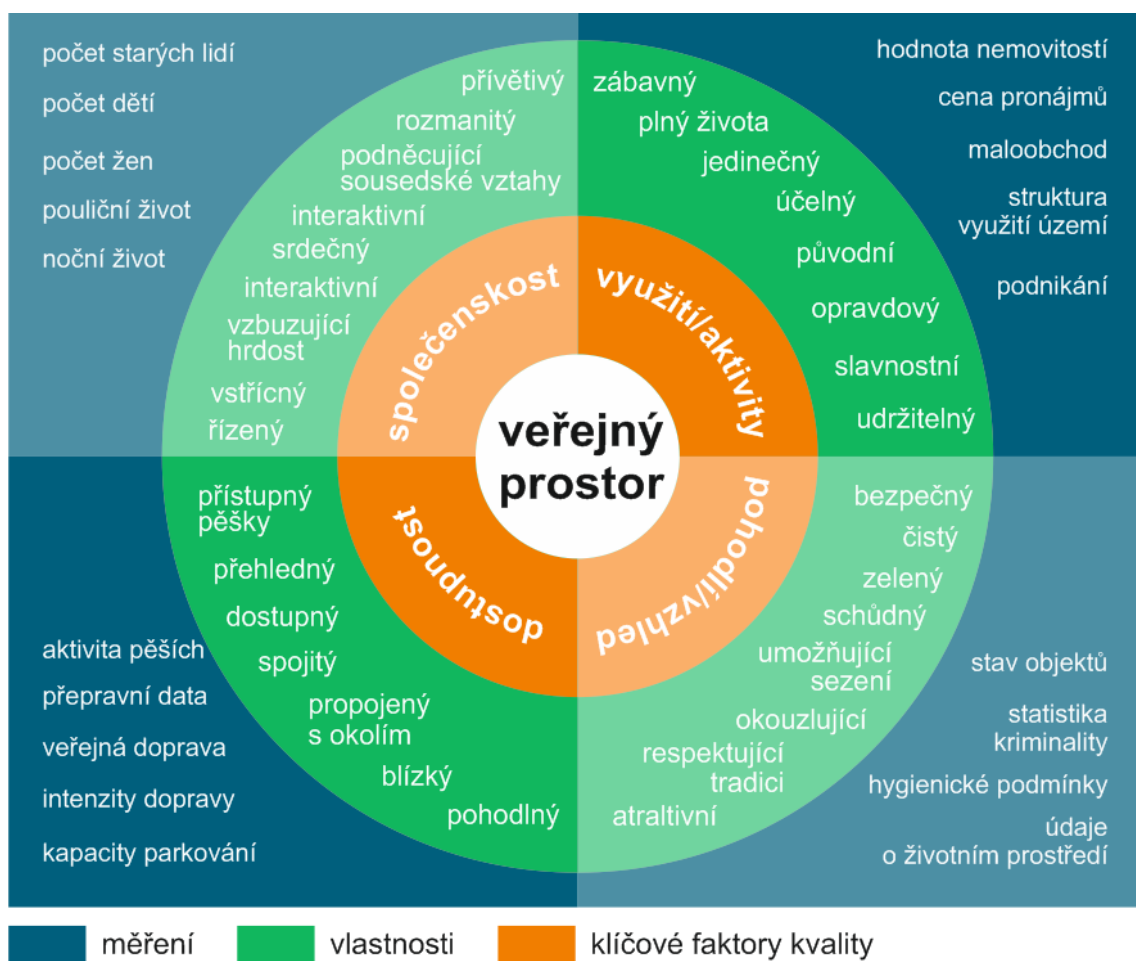 počet starých lidí
počet dětí
počet žen
pouliční život
noční život
přívětivý
rozmanitý
podněcující
sousedské vztahy
interaktivní
srdečný
interaktivní
vzbuzující
hrdost
vstřícný
řízený
společenskost
zábavný
plný života
jedinečný
účelný
původní
opravdový
slavnostní
udržitelný
využití/aktivity
hodnota nemovitostí
cena pronájmů
maloobchod
struktura
využití území
podnikání
veřejný
prostor
přístupný
pěšky
přehledný
dostupný
spojitý
propojený
s okolím
blízký
pohodlný
dostupnost
aktivita pěších
přepravní data
veřejná doprava
intenzity dopravy
kapacity parkování
pohodlí/vzhled
bezpečný
čistý
zelený
schůdný
umožňující
sezení
okouzlující
respektující
tradici
atraltivní
stav objektů
statistika
kriminality
hygienické podmínky
údaje
o životním prostředí
měření
vlastnosti
klíčové faktory kvality